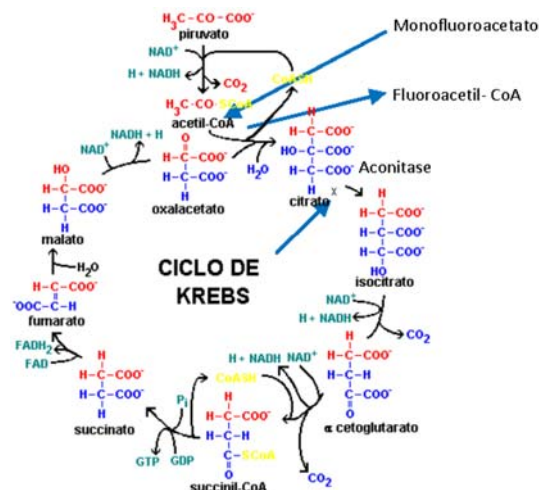 H₃C–CO–COO⁻
piruvato
NAD⁺
H + NADH
CO₂
CoASH
Monofluoroacetato
Fluoroacetil- CoA
H₃C–CO–SCoA
acetil-CoA
NADH + H
NAD⁺
O
C–COO⁻
H–C–COO⁻
H
oxalacetato
H₂O
H
H–C–COO⁻
HO–C–COO⁻
H–C–COO⁻
H
citrato
X
Aconitase
H
H–C–COO⁻
H–C–COO⁻
H–C–COO⁻
HO
isocitrato
HO
H–C–COO⁻
H–C–COO⁻
H
malato
CICLO DE
KREBS
H₂O
H–C–COO⁻
⁻OOC–C–H
fumarato
NAD⁺
H + NADH
CO₂
FADH₂
FAD
H
H–C–COO⁻
H–C–COO⁻
H
succinato
Pi
GTP
GDP
CoASH
H + NADH
NAD⁺
H
H–C–COO⁻
H–C–H
C–SCoA
O
succinil-CoA
CO₂
H
H–C–COO⁻
H–C–H
C–COO⁻
O
α cetoglutarato